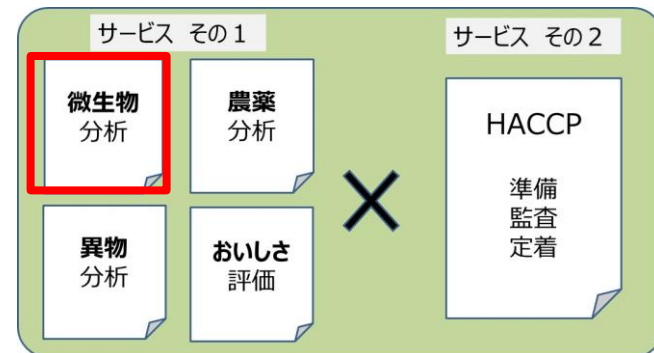 サービス その1
サービス その2
微生物
分析
農薬
分析
異物
分析
おいしさ
評価
HACCP
準備
監査
定着